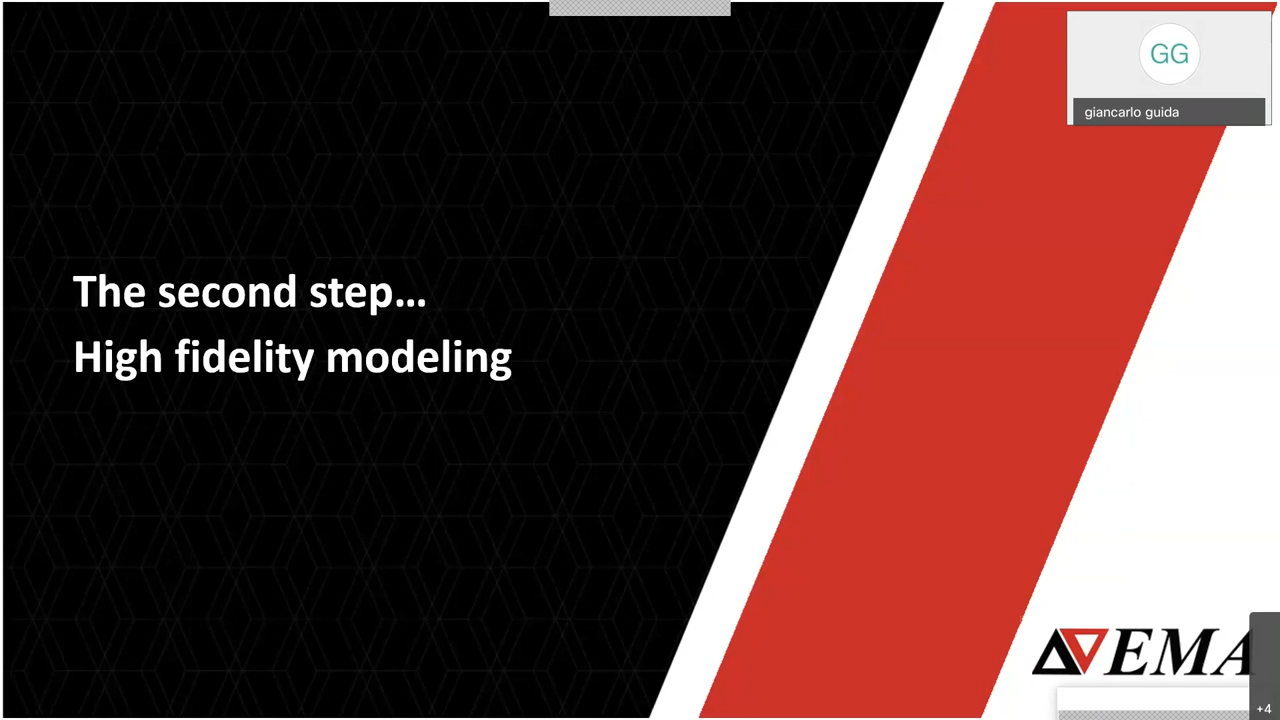 GG
giancarlo guida
The second step...
High fidelity modeling
EMA
+4